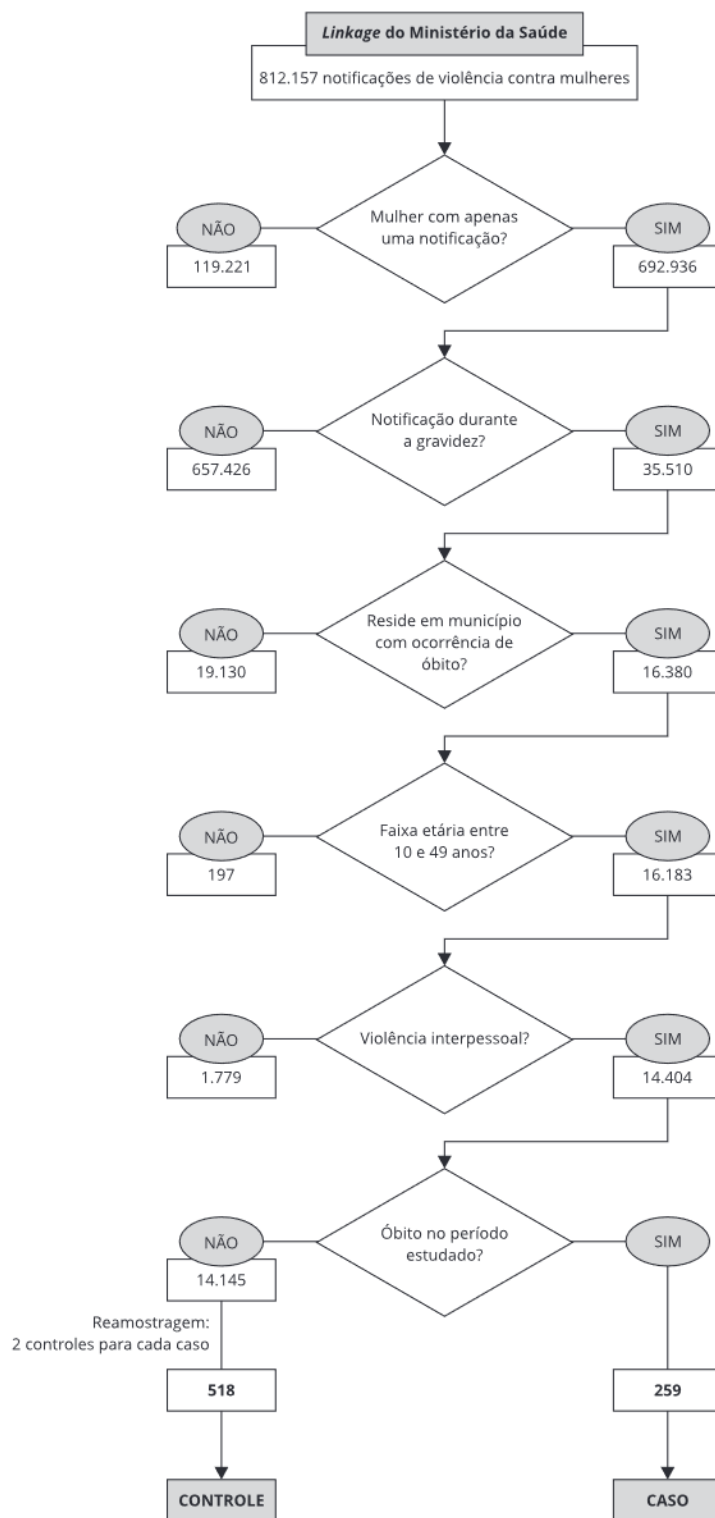 Linkage do Ministério da Saúde
812.157 notificações de violência contra mulheres
Mulher com apenas
uma notificação?
NÃO
119.221
SIM
692.936
Notificação durante
a gravidez?
NÃO
657.426
SIM
35.510
Reside em município
com ocorrência de
óbito?
NÃO
19.130
SIM
16.380
Faixa etária entre
10 e 49 anos?
NÃO
197
SIM
16.183
Violência interpessoal?
NÃO
1.779
SIM
14.404
Óbito no período
estudado?
NÃO
14.145
SIM
Reamostragem:
2 controles para cada caso
518
259
CONTROLE
CASO